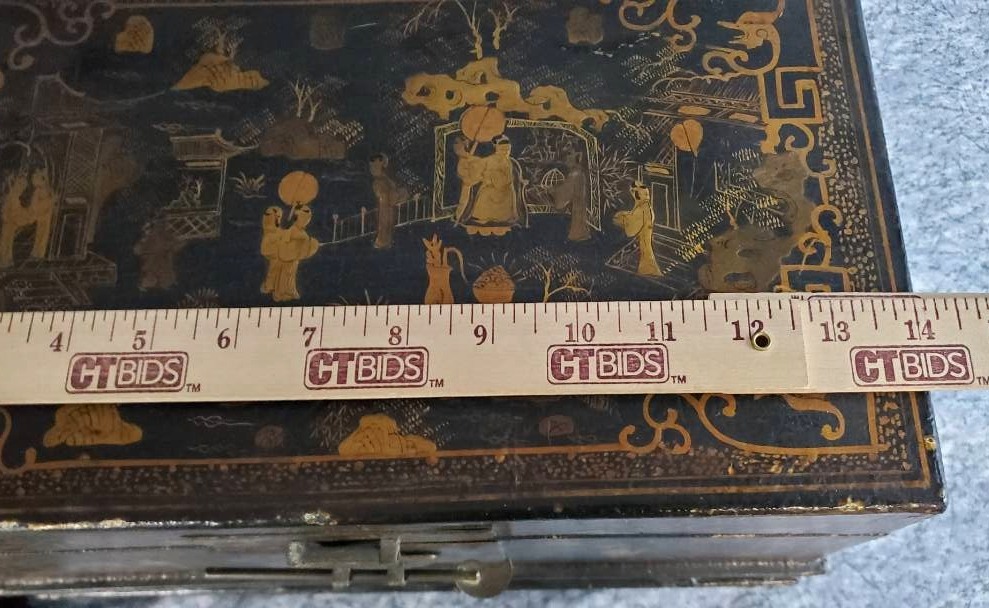 4 5 6 7 8 9 10 11 12 13 14
CTBIDS™ CTBIDS™ CTBIDS™ CTBIDS™